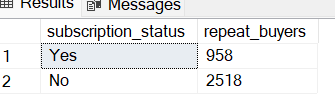 Results Messages
subscription_status repeat_buyers
1 Yes 958
2 No 2518